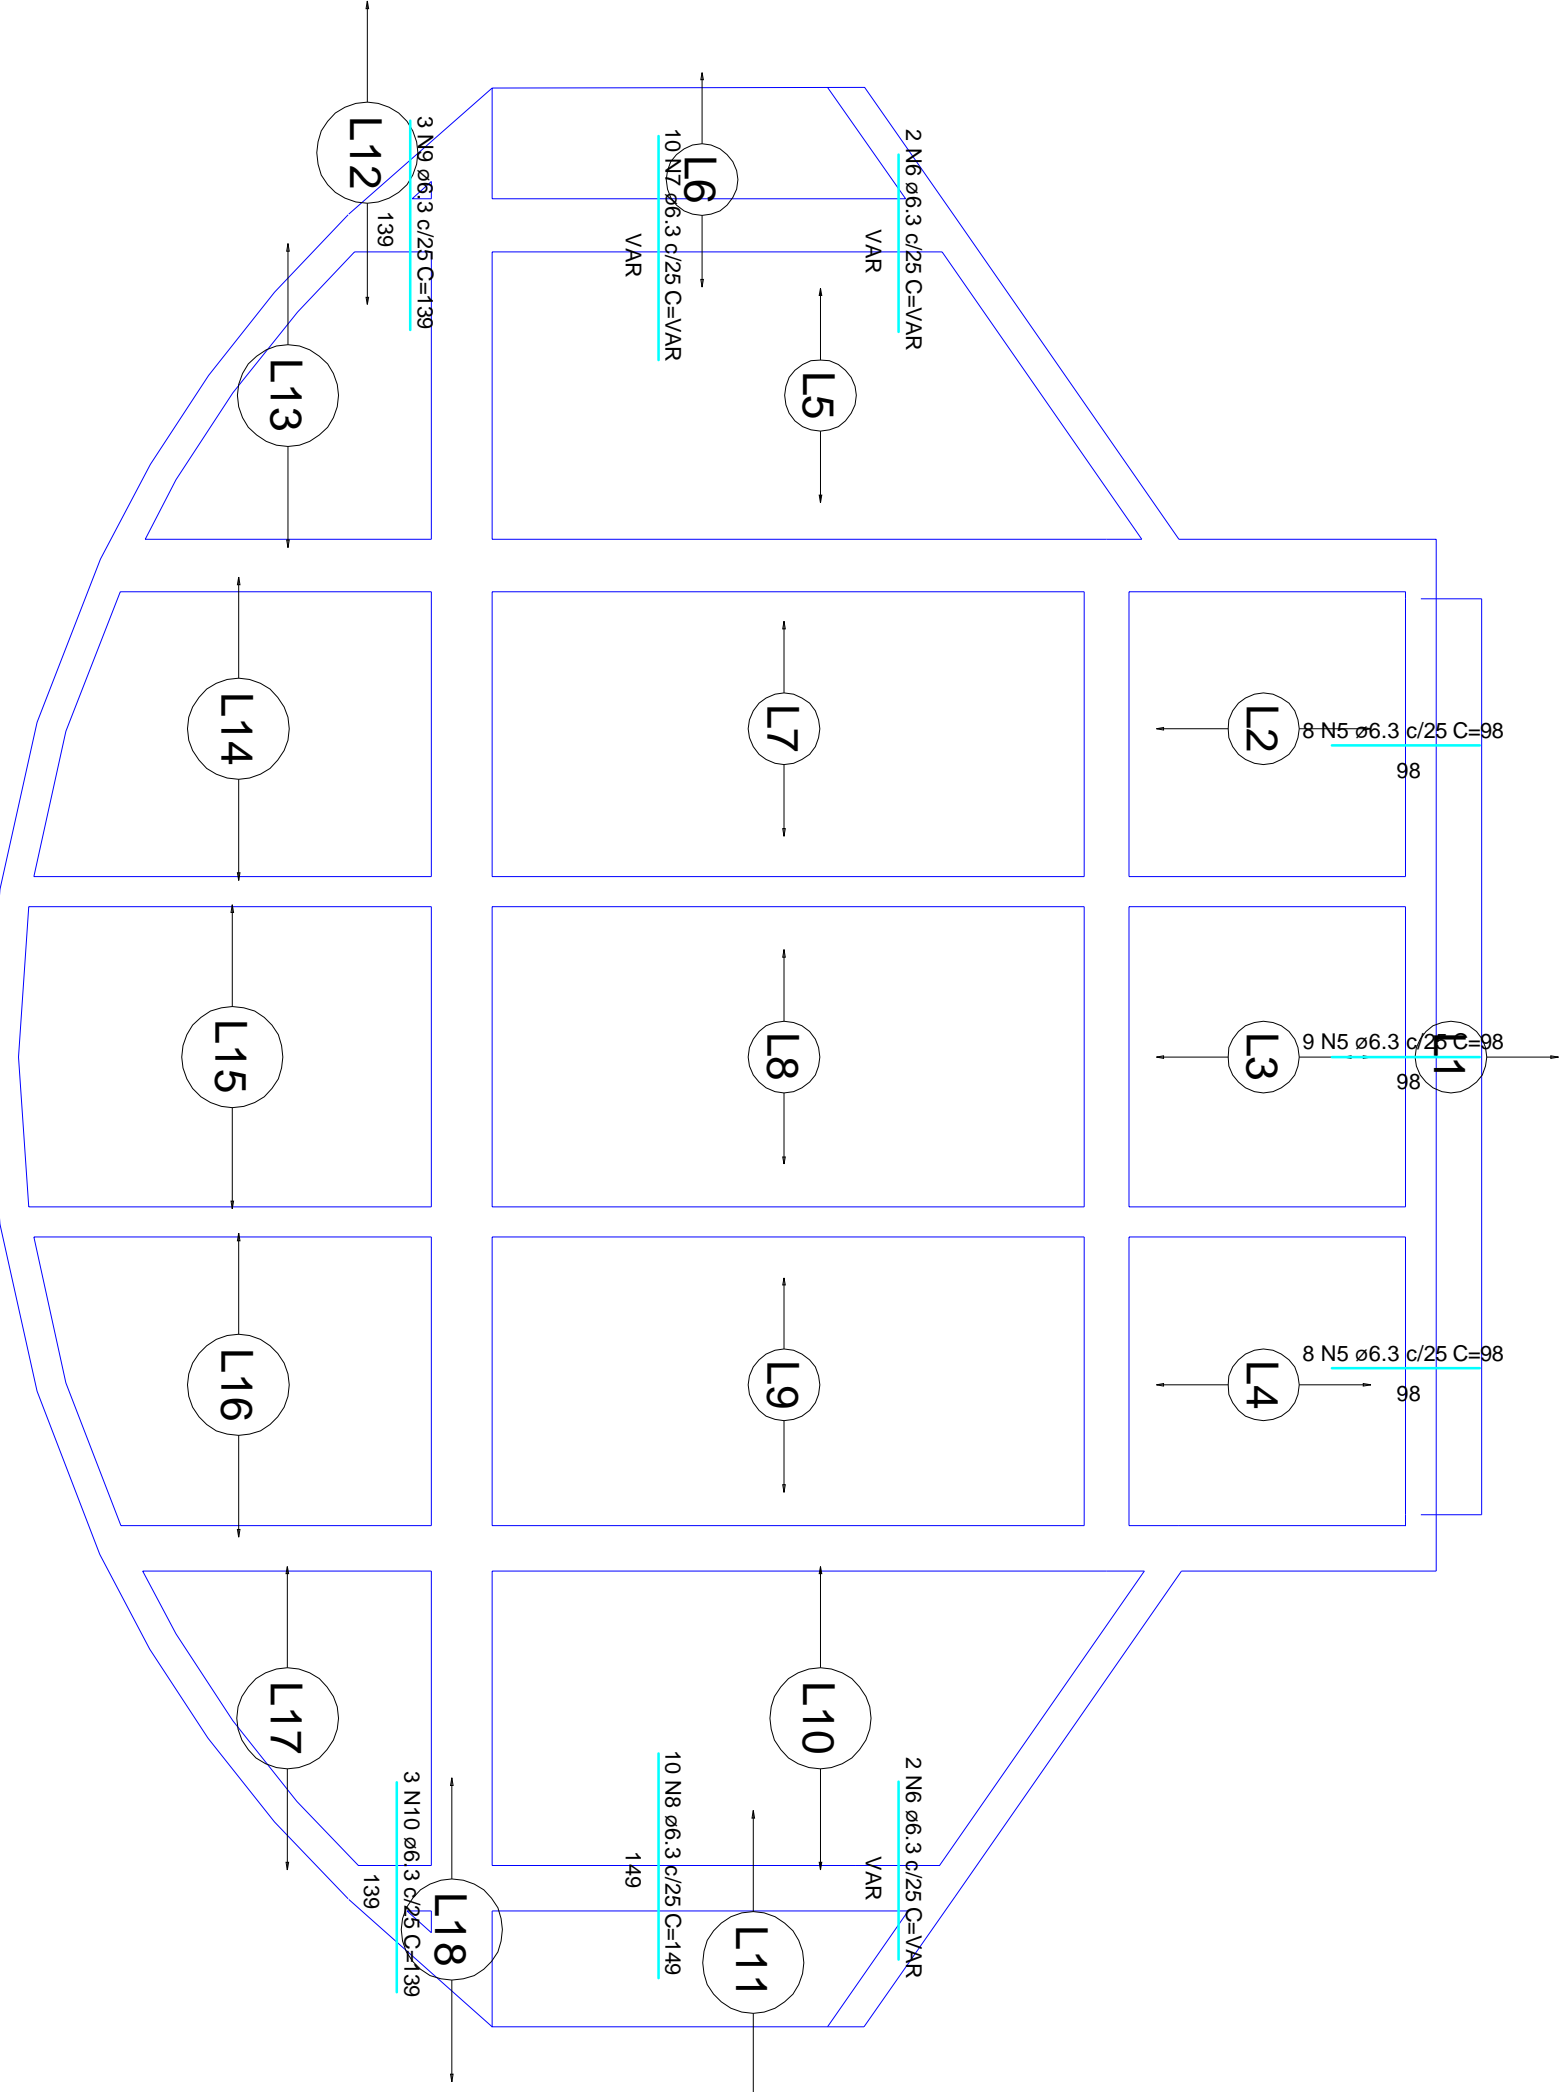 L12
3 N9 ø6.3 c/25 C=139
139
L6
10 N7 ø6.3 c/25 C=VAR
VAR
2 N6 ø6.3 c/25 C=VAR
VAR
L13
L5
L14
L7
L2
8 N5 ø6.3 c/25 C=98
98
L15
L8
L3
9 N5 ø6.3 c/25 C=98
98
L1
L16
L9
L4
8 N5 ø6.3 c/25 C=98
98
L17
L10
3 N10 ø6.3 c/25 C=139
139
L18
10 N8 ø6.3 c/25 C=149
149
L11
2 N6 ø6.3 c/25 C=VAR
VAR